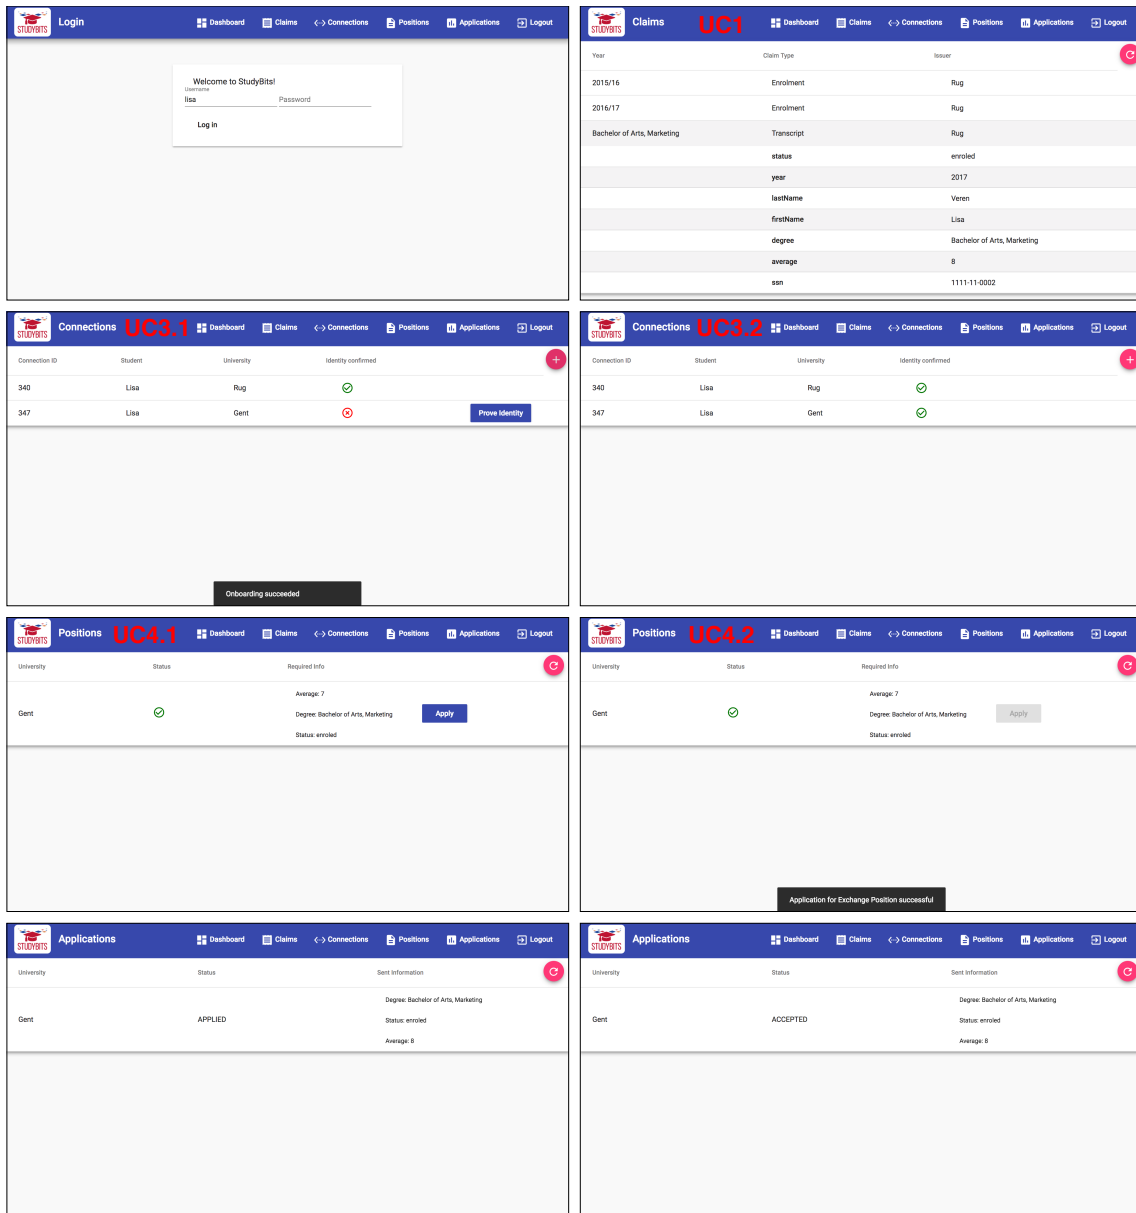 STUDYBITS Login Dashboard Claims Connections Positions Applications Logout
Welcome to StudyBits!
Username
lisa Password
Log in
STUDYBITS Claims UC1 Dashboard Claims Connections Positions Applications Logout
Year Claim Type Issuer
2015/16 Enrolment Rug
2016/17 Enrolment Rug
Bachelor of Arts, Marketing Transcript Rug
status enroled
year 2017
lastName Veren
firstName Lisa
degree Bachelor of Arts, Marketing
average 8
ssn 1111-11-0002
STUDYBITS Connections UC3.1 Dashboard Claims Connections Positions Applications Logout
Connection ID Student University Identity confirmed
340 Lisa Rug
347 Lisa Gent Prove Identity
Onboarding succeeded
STUDYBITS Connections UC3.2 Dashboard Claims Connections Positions Applications Logout
Connection ID Student University Identity confirmed
340 Lisa Rug
347 Lisa Gent
STUDYBITS Positions UC4.1 Dashboard Claims Connections Positions Applications Logout
University Status Required Info
Average: 7
Gent Degree: Bachelor of Arts, Marketing Apply
Status: enroled
STUDYBITS Positions UC4.2 Dashboard Claims Connections Positions Applications Logout
University Status Required Info
Average: 7
Gent Degree: Bachelor of Arts, Marketing Apply
Status: enroled
Application for Exchange Position successful
STUDYBITS Applications Dashboard Claims Connections Positions Applications Logout
University Status Sent Information
Degree: Bachelor of Arts, Marketing
Gent APPLIED Status: enroled
Average: 8
STUDYBITS Applications Dashboard Claims Connections Positions Applications Logout
University Status Sent Information
Degree: Bachelor of Arts, Marketing
Gent ACCEPTED Status: enroled
Average: 8